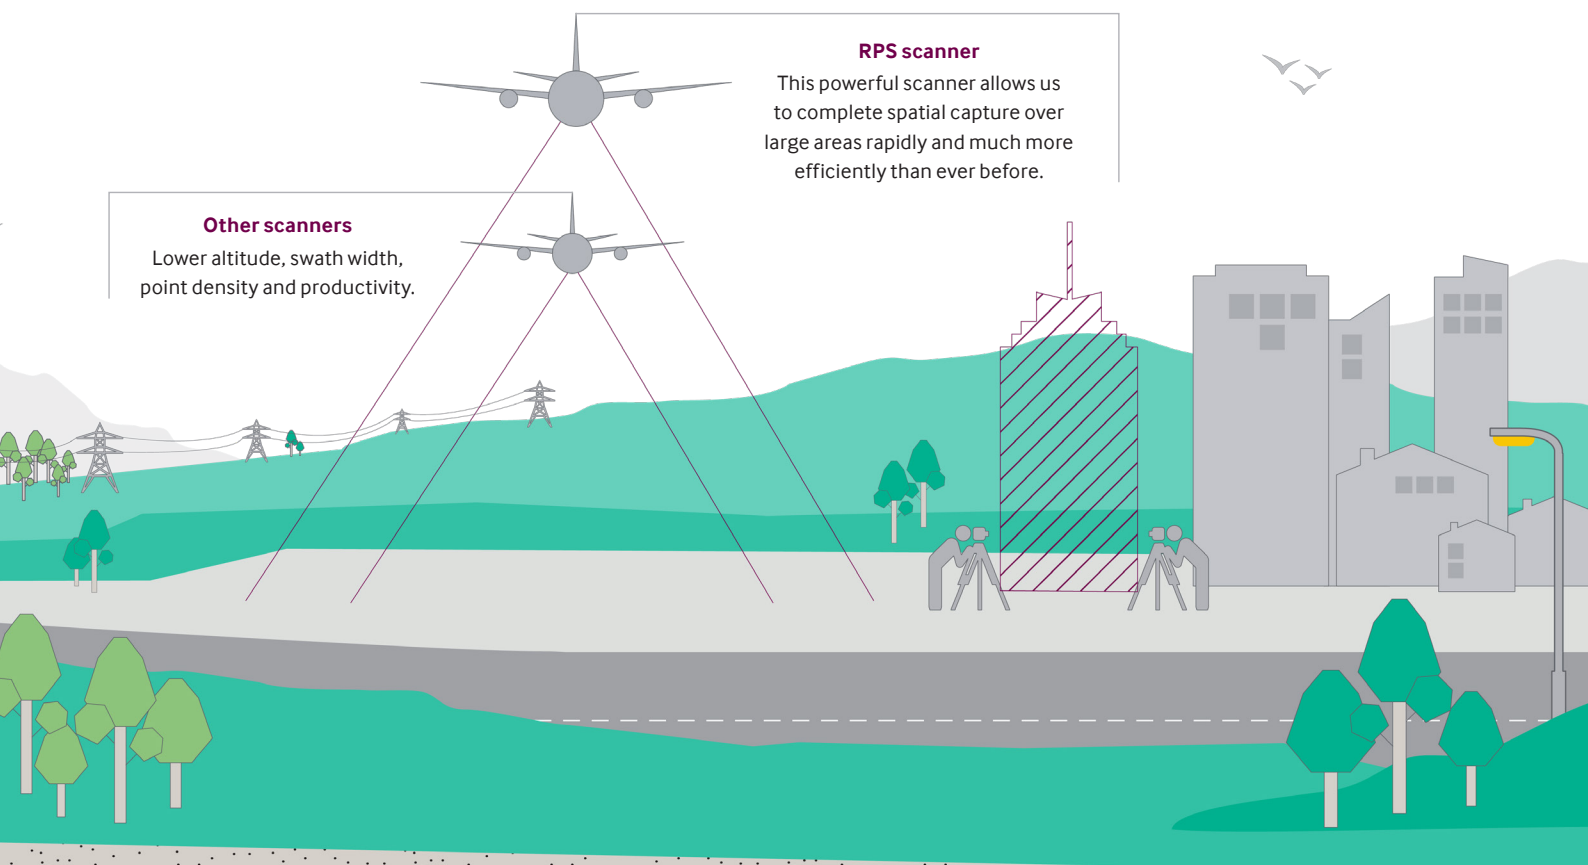 RPS scanner
This powerful scanner allows us
to complete spatial capture over
large areas rapidly and much more
efficiently than ever before.
Other scanners
Lower altitude, swath width,
point density and productivity.